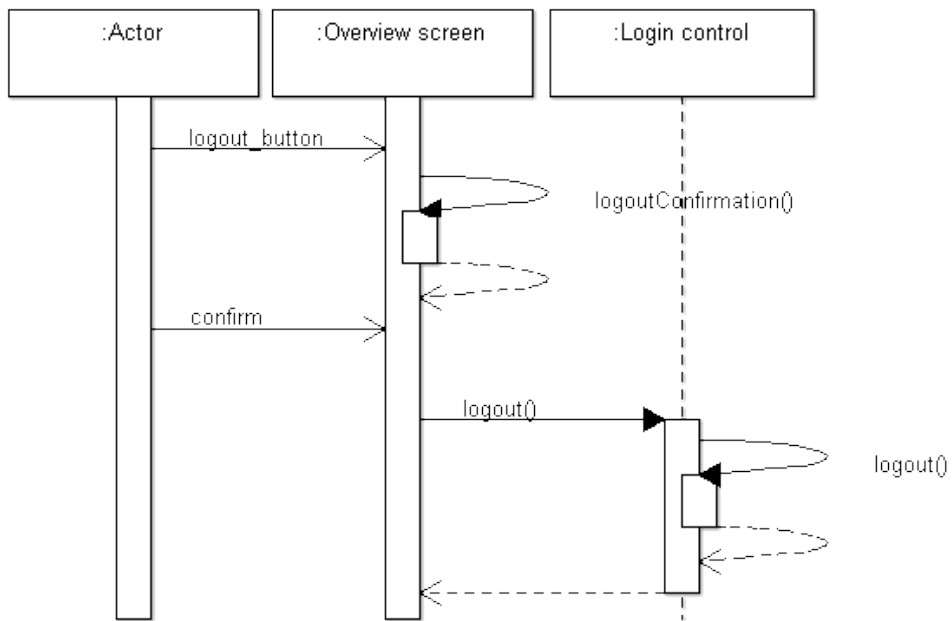 :Actor
:Overview screen
:Login control
logout_button
logoutConfirmation()
confirm
logout()
logout()